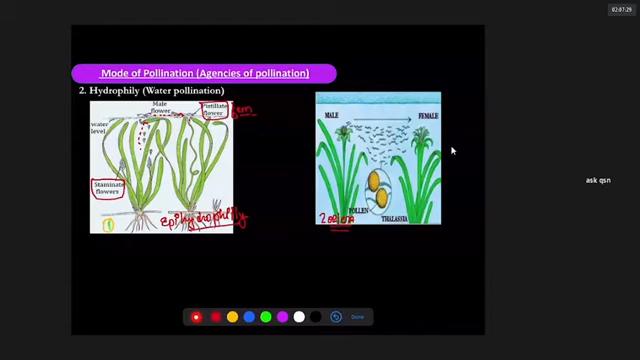 02:07:29
Mode of Pollination (Agencies of pollination)
2. Hydrophily (Water pollination)
Male
flower
Pistillate
flower
water
level
Staminate
flowers
Epihydrophily
MALE
FEMALE
POLLEN
THALASSIA
ask qsn
Done